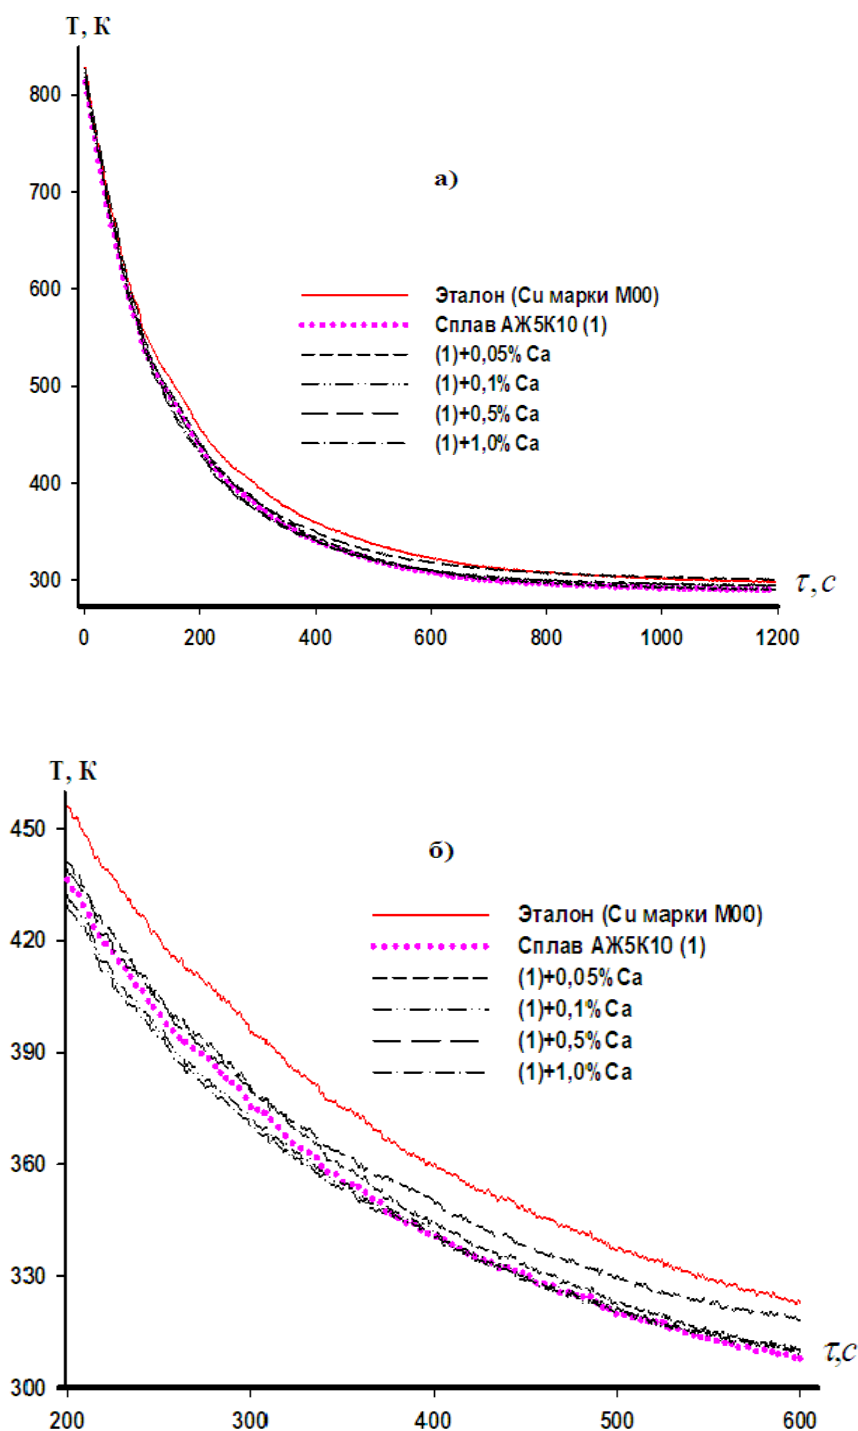 T, K
800
700
600
500
400
300
а)
Эталон (Cu марки М00)
Сплав АЖ5К10 (1)
(1)+0,05% Ca
(1)+0,1% Ca
(1)+0,5% Ca
(1)+1,0% Ca
τ, c
0 200 400 600 800 1000 1200
T, K
450
420
390
360
330
300
б)
Эталон (Cu марки М00)
Сплав АЖ5К10 (1)
(1)+0,05% Ca
(1)+0,1% Ca
(1)+0,5% Ca
(1)+1,0% Ca
τ,c
200 300 400 500 600